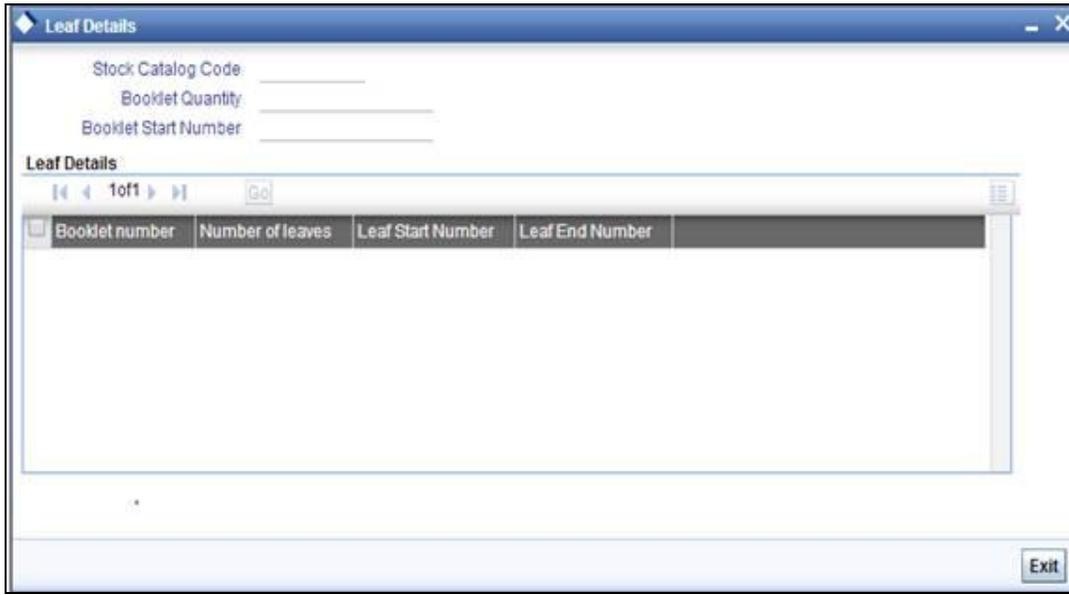 Leaf Details
Stock Catalog Code
Booklet Quantity
Booklet Start Number
Leaf Details
1of1 Go
Booklet number Number of leaves Leaf Start Number Leaf End Number
Exit